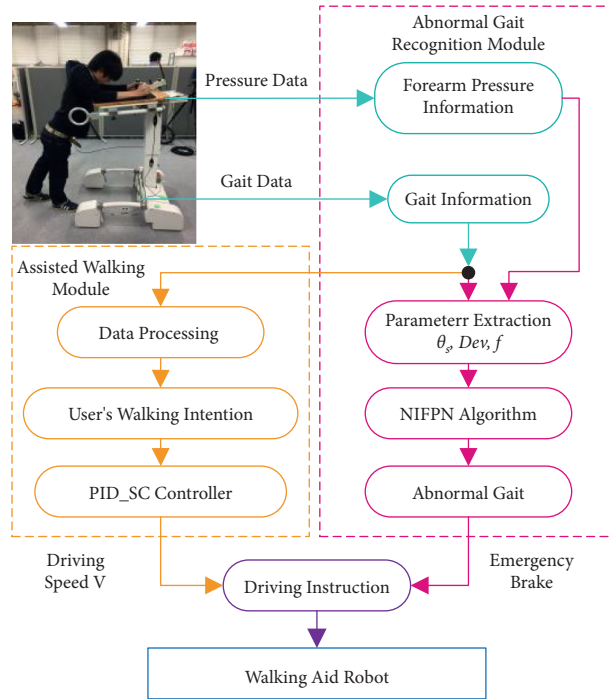 Abnormal Gait
Recognition Module
Pressure Data
Forearm Pressure
Information
Gait Data
Gait Information
Assisted Walking
Module
Data Processing
Parameterr Extraction
θs, Dev, f
User's Walking Intention
NIFPN Algorithm
PID_SC Controller
Abnormal Gait
Driving
Speed V
Emergency
Brake
Driving Instruction
Walking Aid Robot